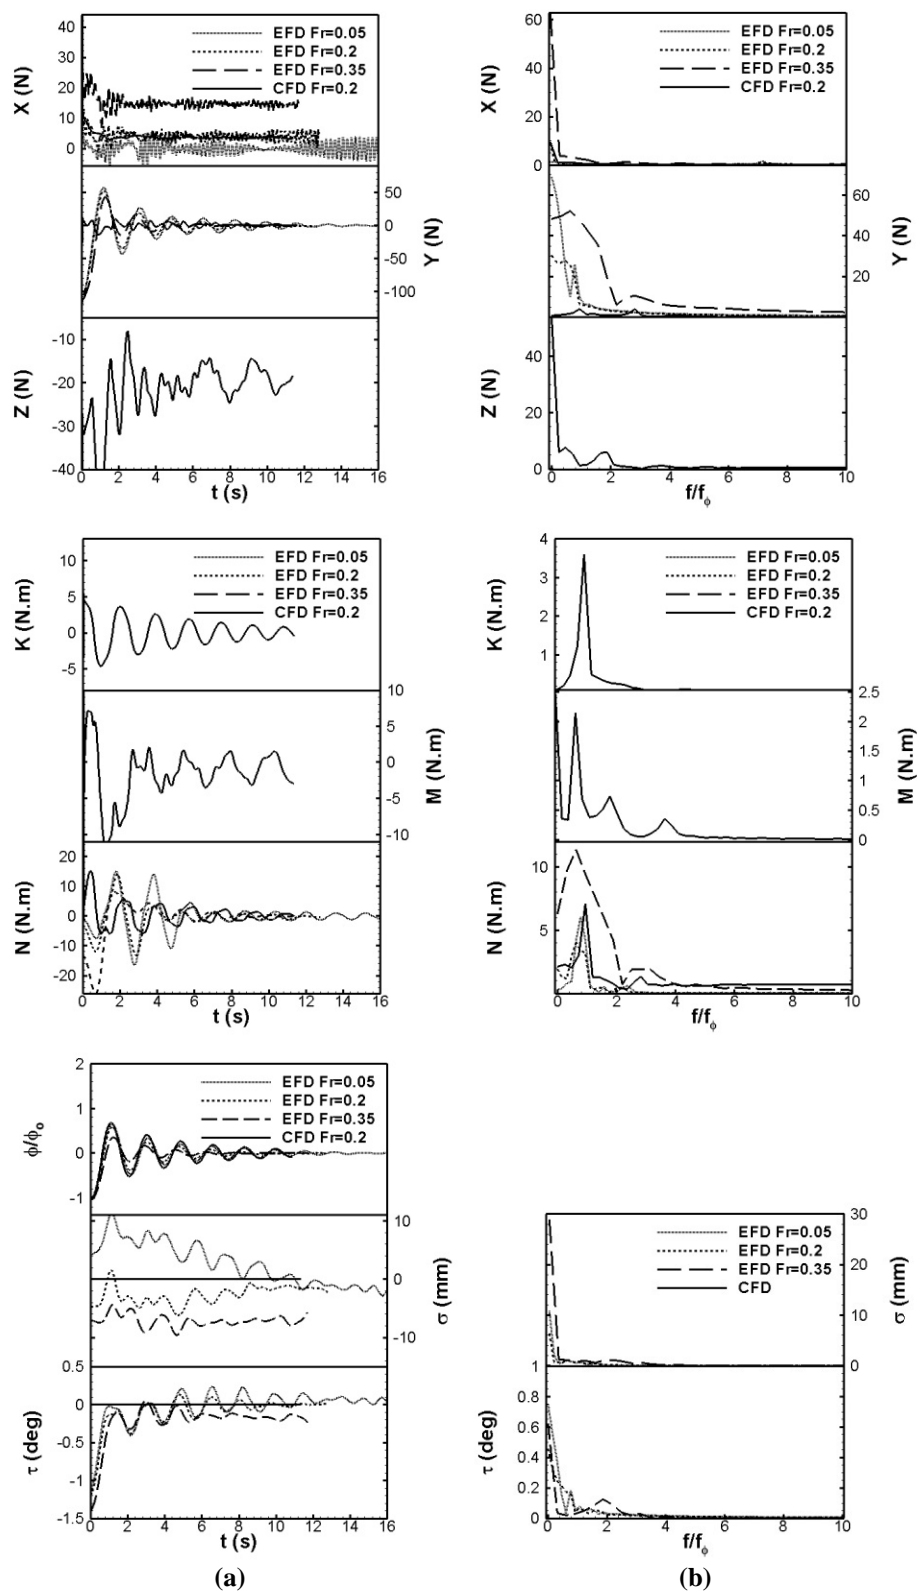 EFD Fr=0.05
EFD Fr=0.2
EFD Fr=0.35
CFD Fr=0.2
X (N)
40
30
20
10
0
Y (N)
50
0
-50
-100
Z (N)
-10
-20
-30
-40
0 2 4 6 8 10 12 14 16
t (s)
EFD Fr=0.05
EFD Fr=0.2
EFD Fr=0.35
CFD Fr=0.2
X (N)
60
40
20
0
Y (N)
60
40
20
Z (N)
40
20
0
0 2 4 6 8 10
f/fϕ
EFD Fr=0.05
EFD Fr=0.2
EFD Fr=0.35
CFD Fr=0.2
K (N.m)
10
5
0
-5
M (N.m)
10
5
0
-5
-10
N (N.m)
20
10
0
-10
-20
0 2 4 6 8 10 12 14 16
t (s)
EFD Fr=0.05
EFD Fr=0.2
EFD Fr=0.35
CFD Fr=0.2
K (N.m)
4
3
2
1
M (N.m)
2.5
2
1.5
1
0.5
0
N (N.m)
10
5
0 2 4 6 8 10
f/fϕ
EFD Fr=0.05
EFD Fr=0.2
EFD Fr=0.35
CFD Fr=0.2
ϕ/ϕo
2
1
0
-1
σ (mm)
10
0
-10
τ (deg)
0.5
0
-0.5
-1
-1.5
0 2 4 6 8 10 12 14 16
t (s)
(a)
EFD Fr=0.05
EFD Fr=0.2
EFD Fr=0.35
CFD
σ (mm)
30
20
10
0
τ (deg)
1
0.8
0.6
0.4
0.2
0
0 2 4 6 8 10
f/fϕ
(b)